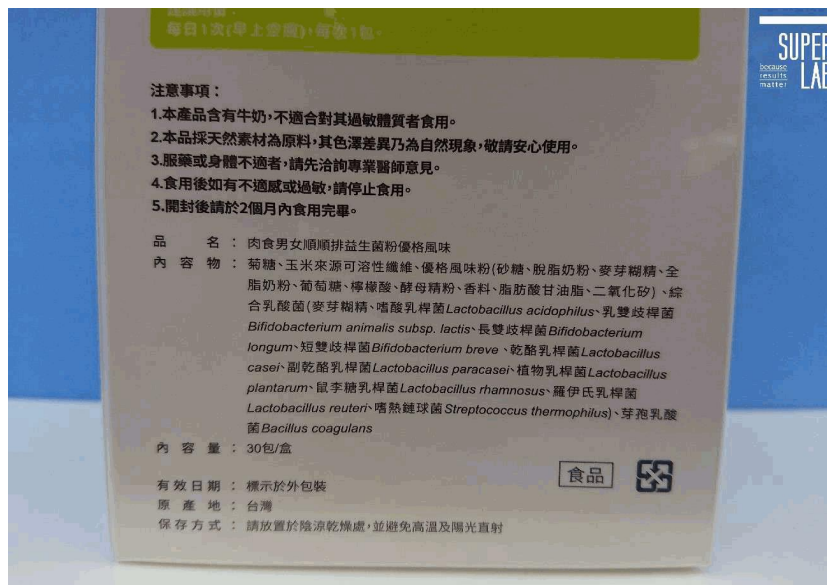 每日1次(早上空腹),每次1包。
SUPER
LAB
because
results
matter
注意事項：
1.本產品含有牛奶,不適合對其過敏體質者食用。
2.本品採天然素材為原料,其色澤差異乃為自然現象,敬請安心使用。
3.服藥或身體不適者,請先洽詢專業醫師意見。
4.食用後如有不適感或過敏,請停止食用。
5.開封後請於2個月內食用完畢。
品名：肉食男女順順排益生菌粉優格風味
內容物：菊糖、玉米來源可溶性纖維、優格風味粉(砂糖、脫脂奶粉、麥芽糊精、全
脂奶粉、葡萄糖、檸檬酸、酵母精粉、香料、脂肪酸甘油脂、二氧化矽)、綜
合乳酸菌(麥芽糊精、嗜酸乳桿菌Lactobacillus acidophilus、乳雙歧桿菌
Bifidobacterium animalis subsp. lactis、長雙歧桿菌Bifidobacterium
longum、短雙歧桿菌Bifidobacterium breve、乾酪乳桿菌Lactobacillus
casei、副乾酪乳桿菌Lactobacillus paracasei、植物乳桿菌Lactobacillus
plantarum、鼠李糖乳桿菌Lactobacillus rhamnosus、羅伊氏乳桿菌
Lactobacillus reuteri、嗜熱鏈球菌Streptococcus thermophilus)、芽孢乳酸
菌Bacillus coagulans
內容量：30包/盒
食品
有效日期：標示於外包裝
原產地：台灣
保存方式：請放置於陰涼乾燥處,並避免高溫及陽光直射